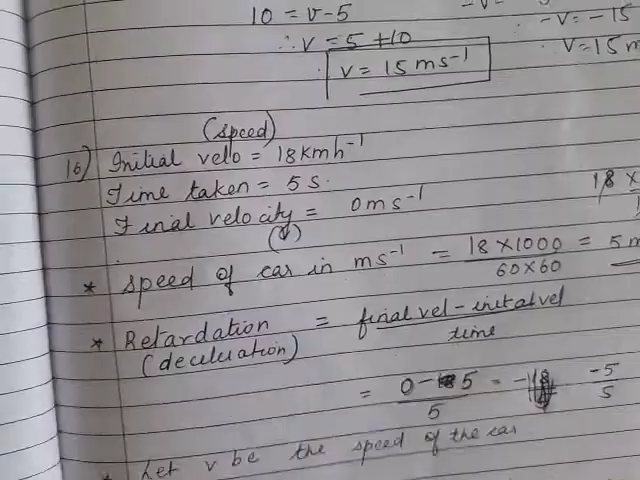 10 = v - 5
∴ v = 5 + 10
- v = - 15
v = 15 ms⁻¹
v = 15 m
(speed)
16) Initial velo = 18 kmh⁻¹
Time taken = 5 s.
Final velocity = 0 ms⁻¹
(v)
18 ×
* speed of car in ms⁻¹ = 18 × 1000 / 60 × 60 = 5 m
* Retardation = final vel - inital vel / time
(deceleration)
= 0 - 5 / 5 = - -5 / 5
* Let v be the speed of the car